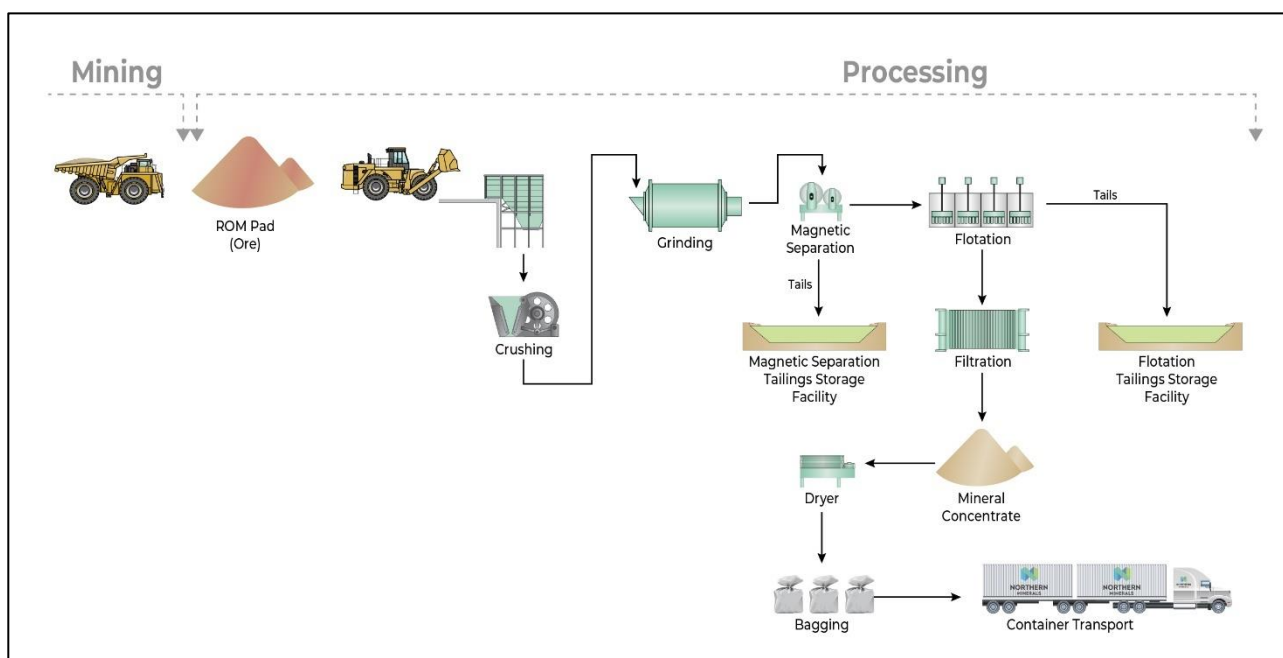 Mining
Processing
ROM Pad
(Ore)
Crushing
Grinding
Magnetic
Separation
Flotation
Tails
Tails
Magnetic Separation
Tailings Storage
Facility
Filtration
Flotation
Tailings Storage
Facility
Dryer
Mineral
Concentrate
Bagging
NORTHERN
MINERALS
NORTHERN
MINERALS
Container Transport